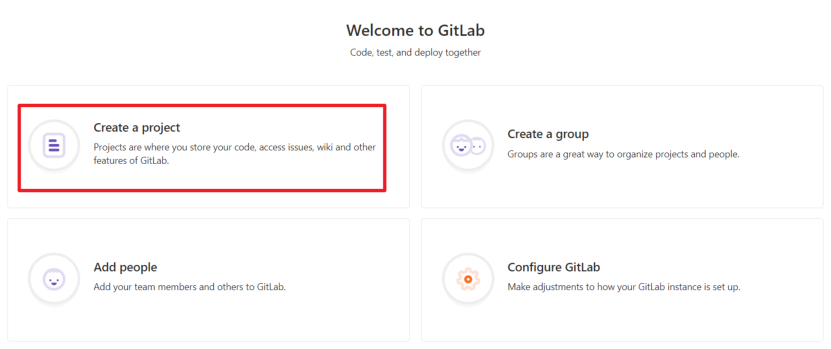 Welcome to GitLab
Code, test, and deploy together
Create a project
Projects are where you store your code, access issues, wiki and other
features of GitLab.
Create a group
Groups are a great way to organize projects and people.
Add people
Add your team members and others to GitLab.
Configure GitLab
Make adjustments to how your GitLab instance is set up.